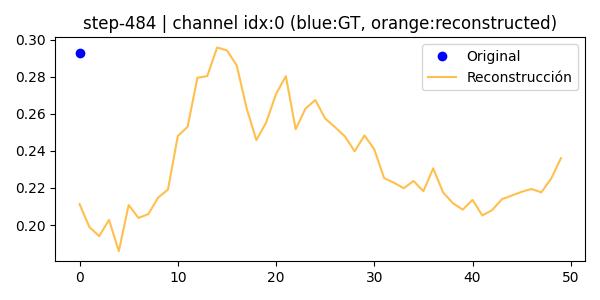 step-484 | channel idx:0 (blue:GT, orange:reconstructed)
0.30
0.28
0.26
0.24
0.22
0.20
Original
Reconstrucción
0 10 20 30 40 50